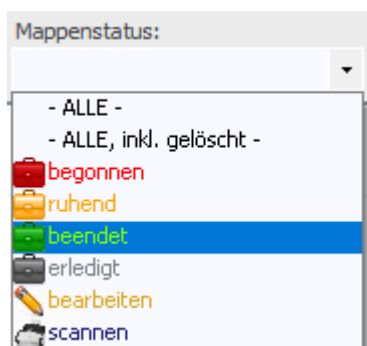 Mappenstatus:
- ALLE -
- ALLE, inkl. gelöscht -
begonnen
ruhend
beendet
erledigt
bearbeiten
scannen